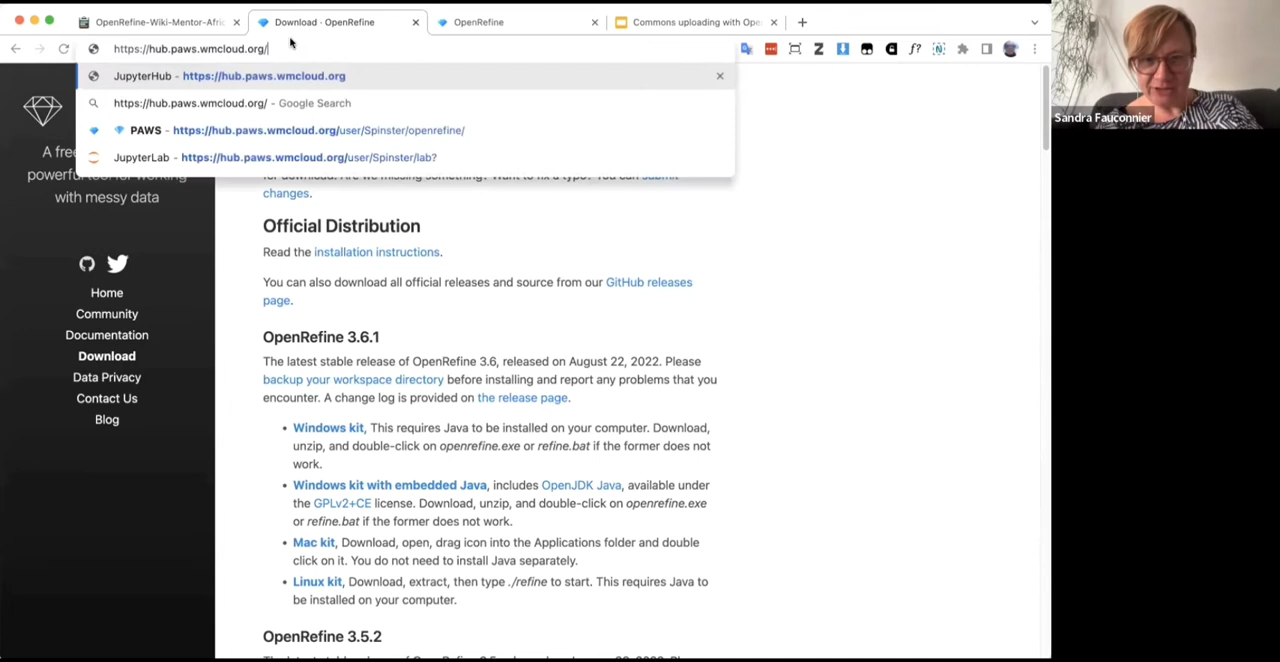 OpenRefine-Wiki-Mentor-Afric
Download · OpenRefine
OpenRefine
Commons uploading with Open
https://hub.paws.wmcloud.org/
JupyterHub - https://hub.paws.wmcloud.org
https://hub.paws.wmcloud.org/ - Google Search
PAWS - https://hub.paws.wmcloud.org/user/Spinster/openrefine/
JupyterLab - https://hub.paws.wmcloud.org/user/Spinster/lab?
Sandra Fauconnier
A free
powerful tool for working
with messy data
Home
Community
Documentation
Download
Data Privacy
Contact Us
Blog
for download. Are we missing something? Want to fix a typo? You can submit
changes.
Official Distribution
Read the installation instructions.
You can also download all official releases and source from our GitHub releases
page.
OpenRefine 3.6.1
The latest stable release of OpenRefine 3.6, released on August 22, 2022. Please
backup your workspace directory before installing and report any problems that you
encounter. A change log is provided on the release page.
• Windows kit, This requires Java to be installed on your computer. Download,
unzip, and double-click on openrefine.exe or refine.bat if the former does not
work.
• Windows kit with embedded Java, includes OpenJDK Java, available under
the GPLv2+CE license. Download, unzip, and double-click on openrefine.exe
or refine.bat if the former does not work.
• Mac kit, Download, open, drag icon into the Applications folder and double
click on it. You do not need to install Java separately.
• Linux kit, Download, extract, then type ./refine to start. This requires Java to
be installed on your computer.
OpenRefine 3.5.2